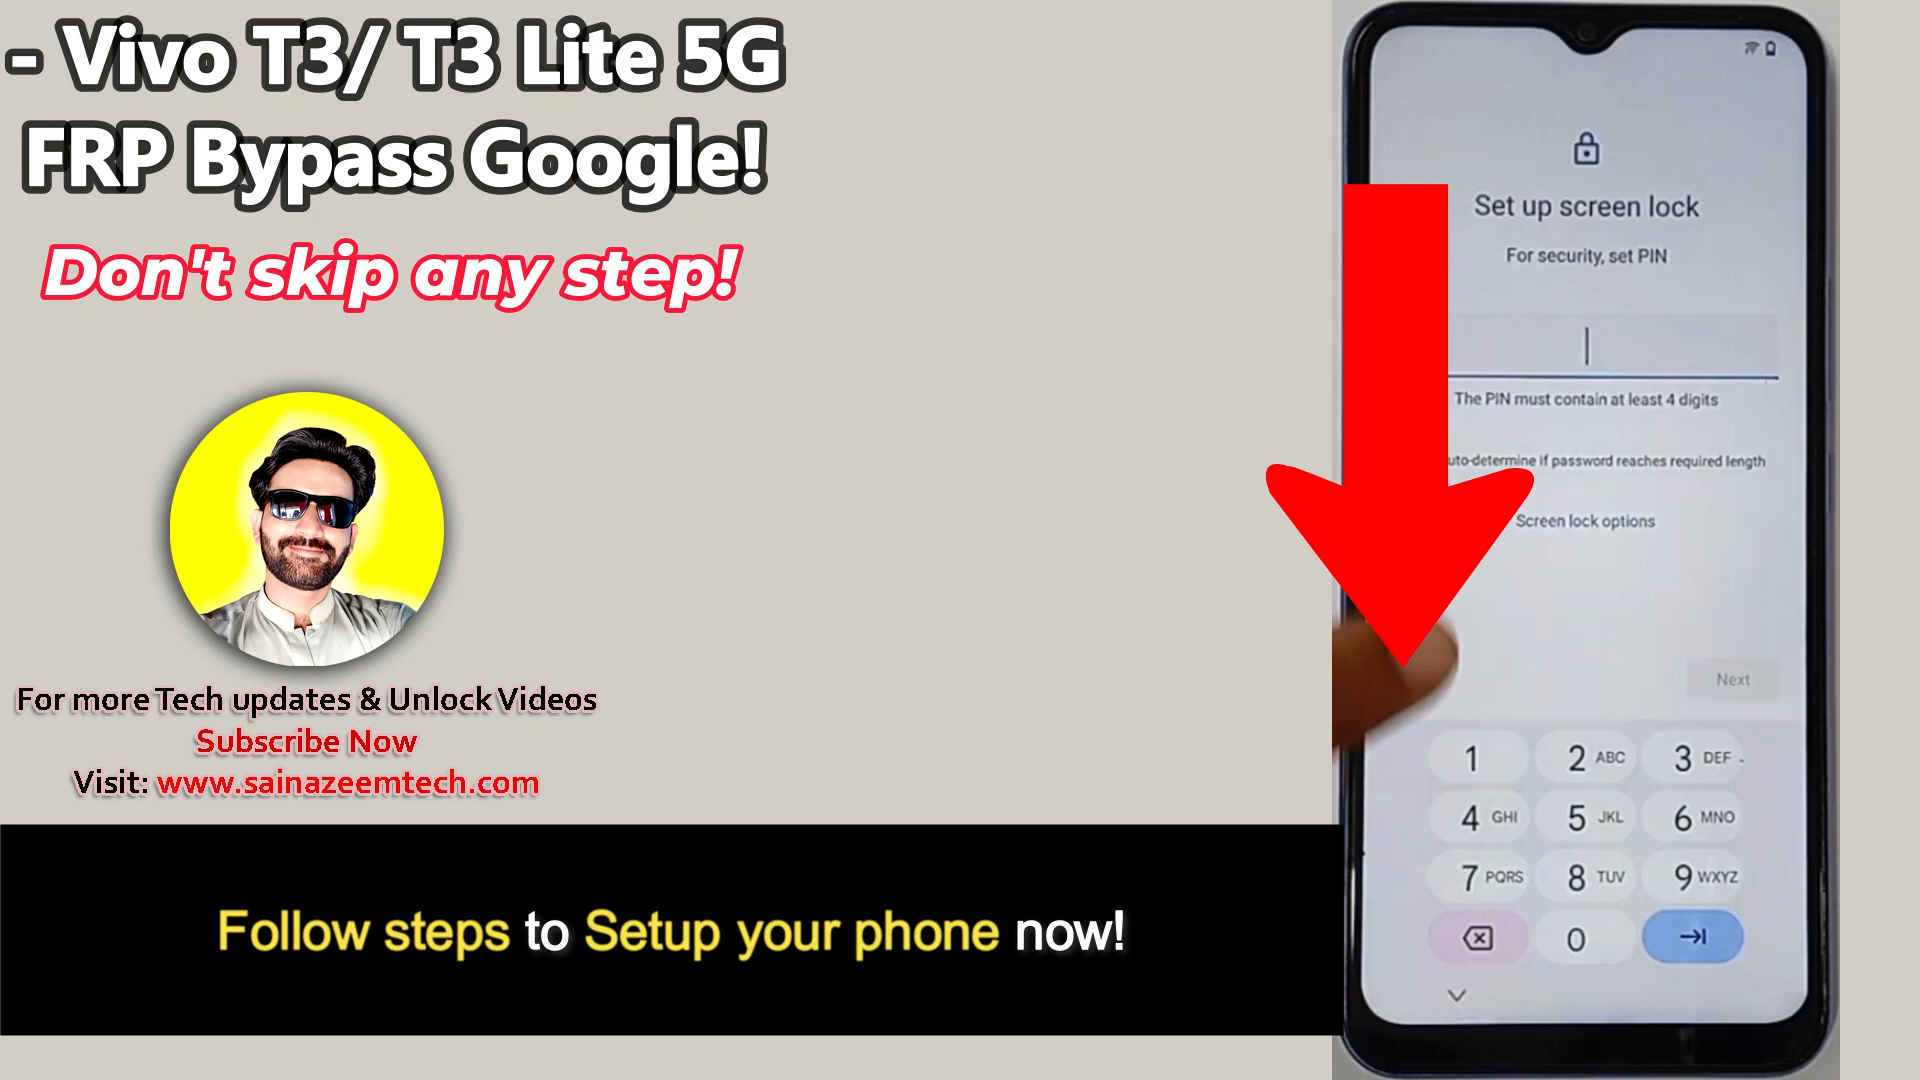 - Vivo T3/ T3 Lite 5G
FRP Bypass Google!
Don't skip any step!
For more Tech updates & Unlock Videos
Subscribe Now
Visit: www.sainazeemtech.com
Follow steps to Setup your phone now!
Set up screen lock
For security, set PIN
The PIN must contain at least 4 digits
uto-determine if password reaches required length
Screen lock options
Next
1 2 ABC 3 DEF
4 GHI 5 JKL 6 MNO
7 PQRS 8 TUV 9 WXYZ
0